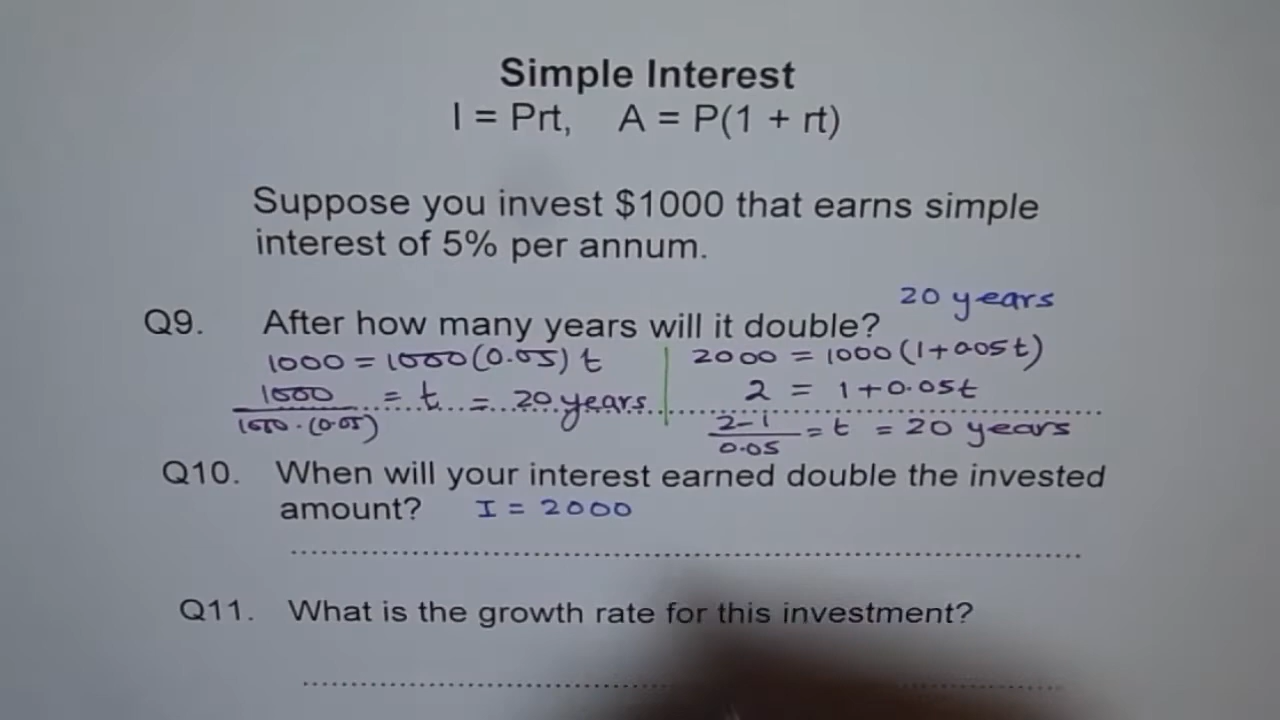 Simple Interest
I = Prt, A = P(1 + rt)
Suppose you invest $1000 that earns simple
interest of 5% per annum.
20 years
Q9. After how many years will it double?
1000 = 1000(0.05) t
1000 / 1000 · (0.05) = t = 20 years
2000 = 1000(1+0.05t)
2 = 1+0.05t
2-1 / 0.05 = t = 20 years
Q10. When will your interest earned double the invested
amount? I = 2000
Q11. What is the growth rate for this investment?